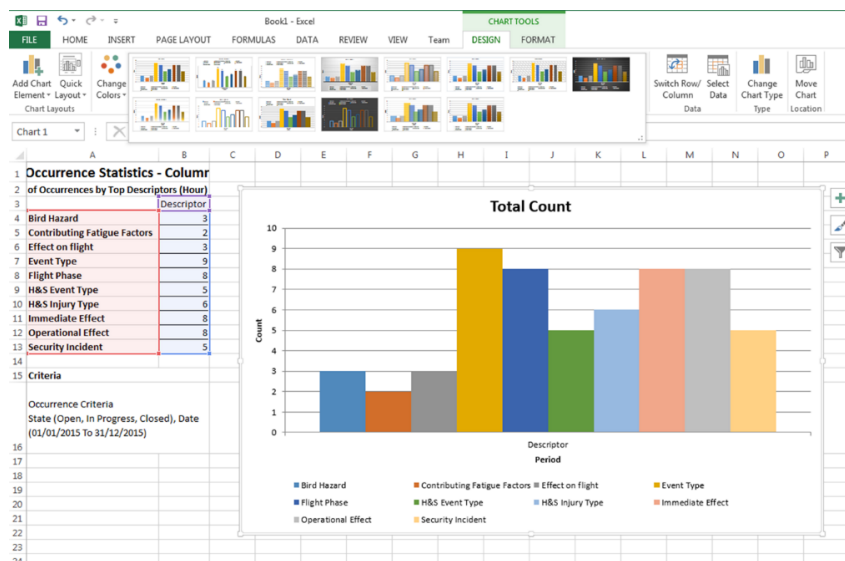 Book1 - Excel
CHART TOOLS
FILE HOME INSERT PAGE LAYOUT FORMULAS DATA REVIEW VIEW Team DESIGN FORMAT
Add Chart Element
Quick Layout
Change Colors
Switch Row/ Column
Select Data
Change Chart Type
Move Chart
Chart Layouts
Data
Type
Location
Chart 1
A B C D E F G H I J K L M N O P
1 Occurrence Statistics - Column
2 of Occurrences by Top Descriptors (Hour)
3 Descriptor
4 Bird Hazard 3
5 Contributing Fatigue Factors 2
6 Effect on flight 3
7 Event Type 9
8 Flight Phase 8
9 H&S Event Type 5
10 H&S Injury Type 6
11 Immediate Effect 8
12 Operational Effect 8
13 Security Incident 5
14
15 Criteria
Occurrence Criteria
State (Open, In Progress, Closed), Date
(01/01/2015 To 31/12/2015)
16
17
18
19
20
21
22
23
Total Count
10
9
8
7
6
5
4
3
2
1
0
Count
Descriptor
Period
Bird Hazard Contributing Fatigue Factors Effect on flight Event Type
Flight Phase H&S Event Type H&S Injury Type Immediate Effect
Operational Effect Security Incident